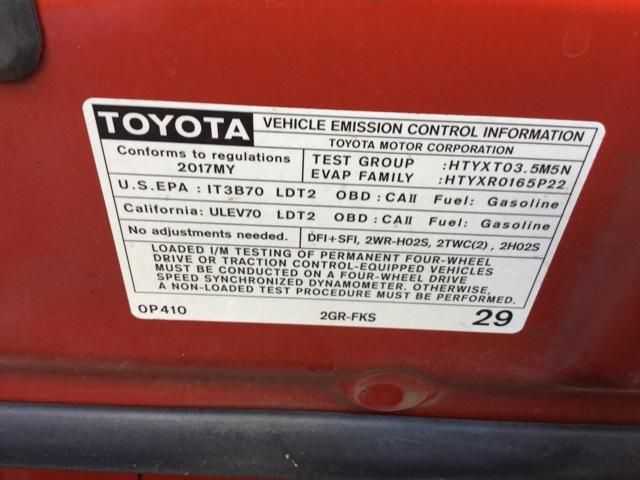 TOYOTA VEHICLE EMISSION CONTROL INFORMATION
TOYOTA MOTOR CORPORATION
Conforms to regulations
2017MY
TEST GROUP :HTYXT03.5M5N
EVAP FAMILY :HTYXR0165P22
U.S.EPA : IT3B70 LDT2 OBD : CAII Fuel: Gasoline
California: ULEV70 LDT2 OBD : CAII Fuel: Gasoline
No adjustments needed. DFI+SFI, 2WR-HO2S, 2TWC(2), 2HO2S
LOADED I/M TESTING OF PERMANENT FOUR-WHEEL
DRIVE OR TRACTION CONTROL-EQUIPPED VEHICLES
MUST BE CONDUCTED ON A FOUR-WHEEL DRIVE
SPEED SYNCHRONIZED DYNAMOMETER. OTHERWISE,
A NON-LOADED TEST PROCEDURE MUST BE PERFORMED.
0P410 2GR-FKS 29